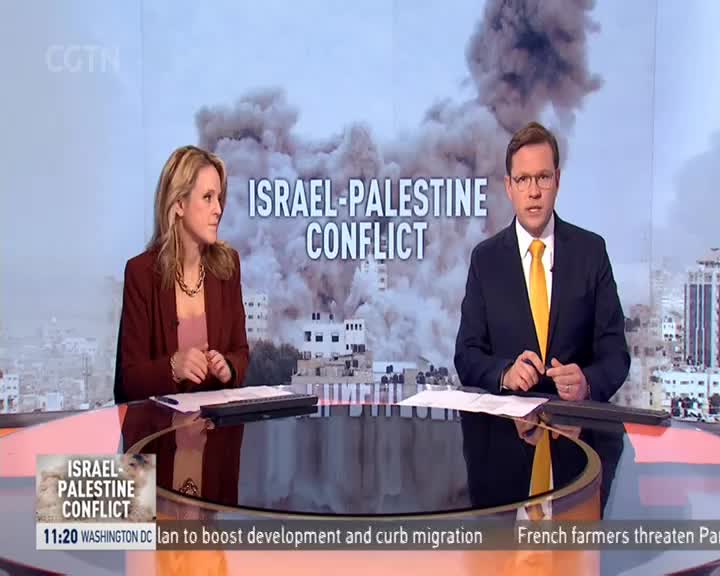 CGTN
ISRAEL-PALESTINE
CONFLICT
ISRAEL-
PALESTINE
CONFLICT
11:20 WASHINGTON DC
lan to boost development and curb migration French farmers threaten Par